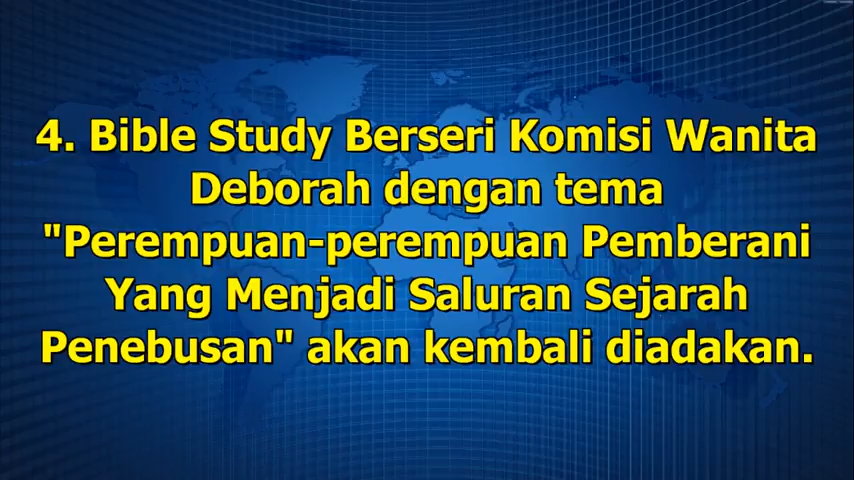 4. Bible Study Berseri Komisi Wanita
Deborah dengan tema
"Perempuan-perempuan Pemberani
Yang Menjadi Saluran Sejarah
Penebusan" akan kembali diadakan.